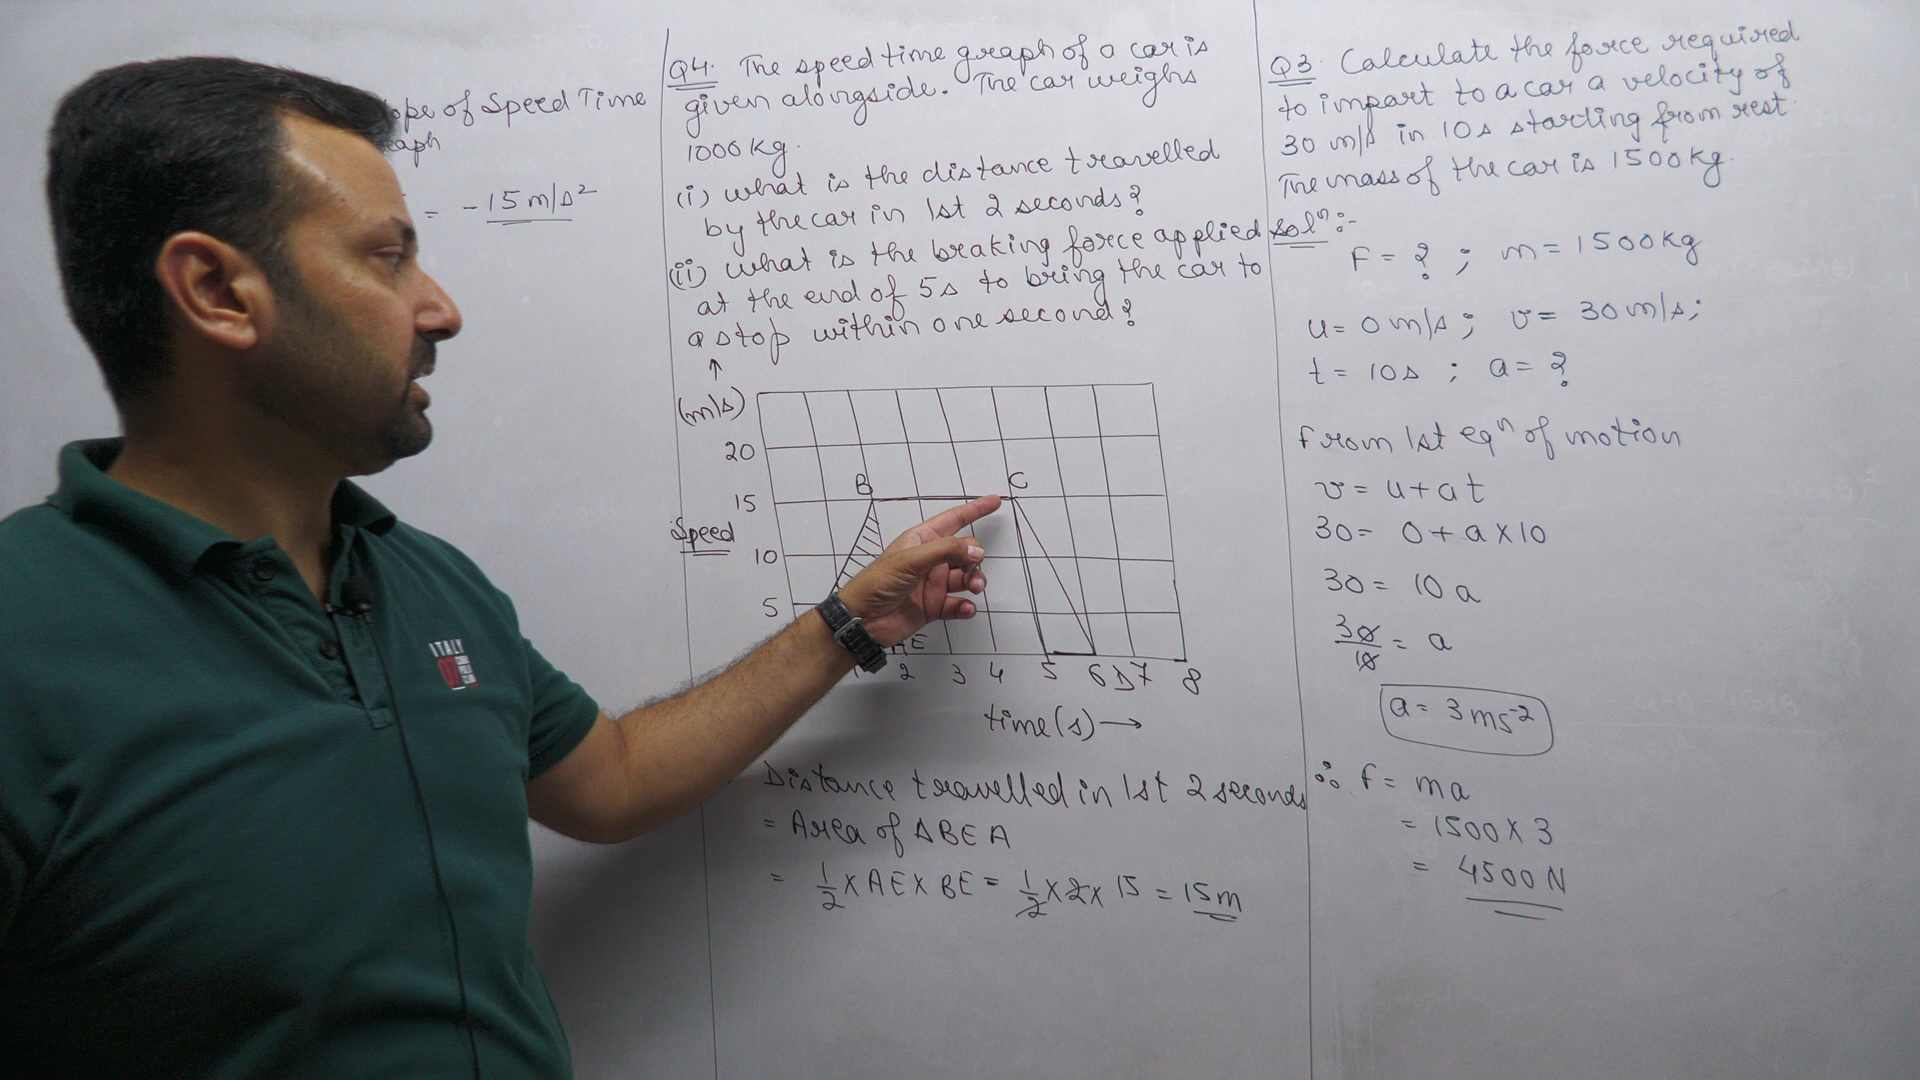 ope of Speed Time
aph
= -15 m/s²
Q4. The speed time graph of a car is
given alongside. The car weighs
1000 kg.
(i) what is the distance travelled
by the car in 1st 2 seconds?
(ii) what is the breaking force applied
at the end of 5s to bring the car to
a stop within one second?
↑
(m/s)
20
B C
15
Speed
10
5
E
2 3 4 5 6 D 7 8
time(s) →
Distance travelled in 1st 2 seconds
= Area of ΔBEA
= 1/2 × AE × BE = 1/2 × 2 × 15 = 15m
Q3. Calculate the force required
to impart to a car a velocity of
30 m/s in 10s starting from rest.
The mass of the car is 1500kg.
Solⁿ:-
F = ? ; m = 1500kg
u = 0 m/s ; v = 30 m/s;
t = 10s ; a = ?
From 1st eqⁿ of motion
v = u + at
30 = 0 + a × 10
30 = 10 a
30/10 = a
a = 3 ms⁻²
∴ F = ma
= 1500 × 3
= 4500 N
ITALY